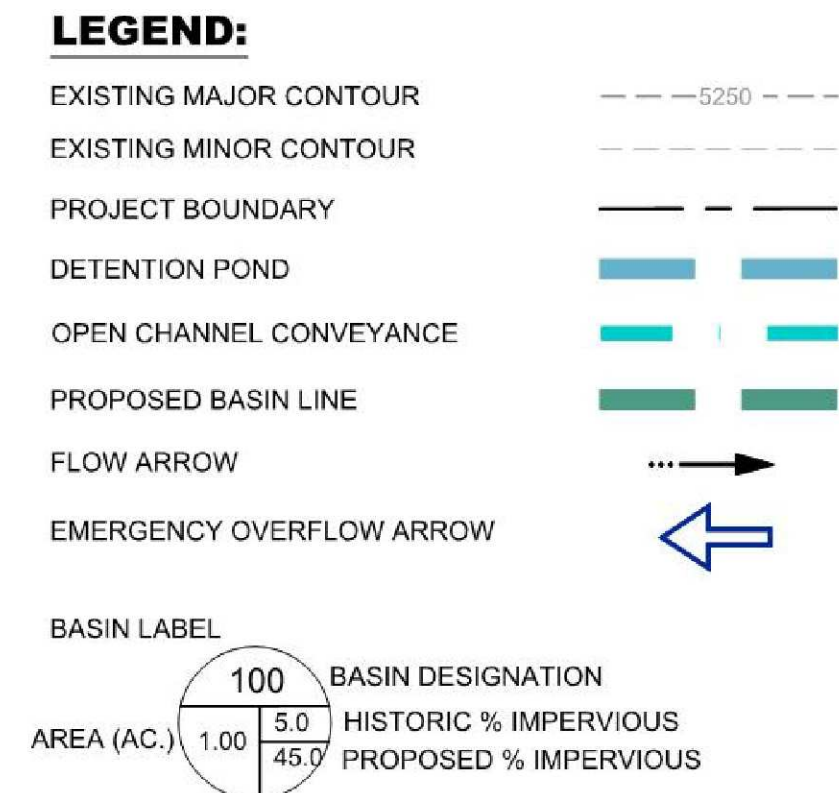 LEGEND:
EXISTING MAJOR CONTOUR 5250
EXISTING MINOR CONTOUR
PROJECT BOUNDARY
DETENTION POND
OPEN CHANNEL CONVEYANCE
PROPOSED BASIN LINE
FLOW ARROW
EMERGENCY OVERFLOW ARROW
BASIN LABEL
100 BASIN DESIGNATION
5.0 HISTORIC % IMPERVIOUS
AREA (AC.) 1.00
45.0 PROPOSED % IMPERVIOUS